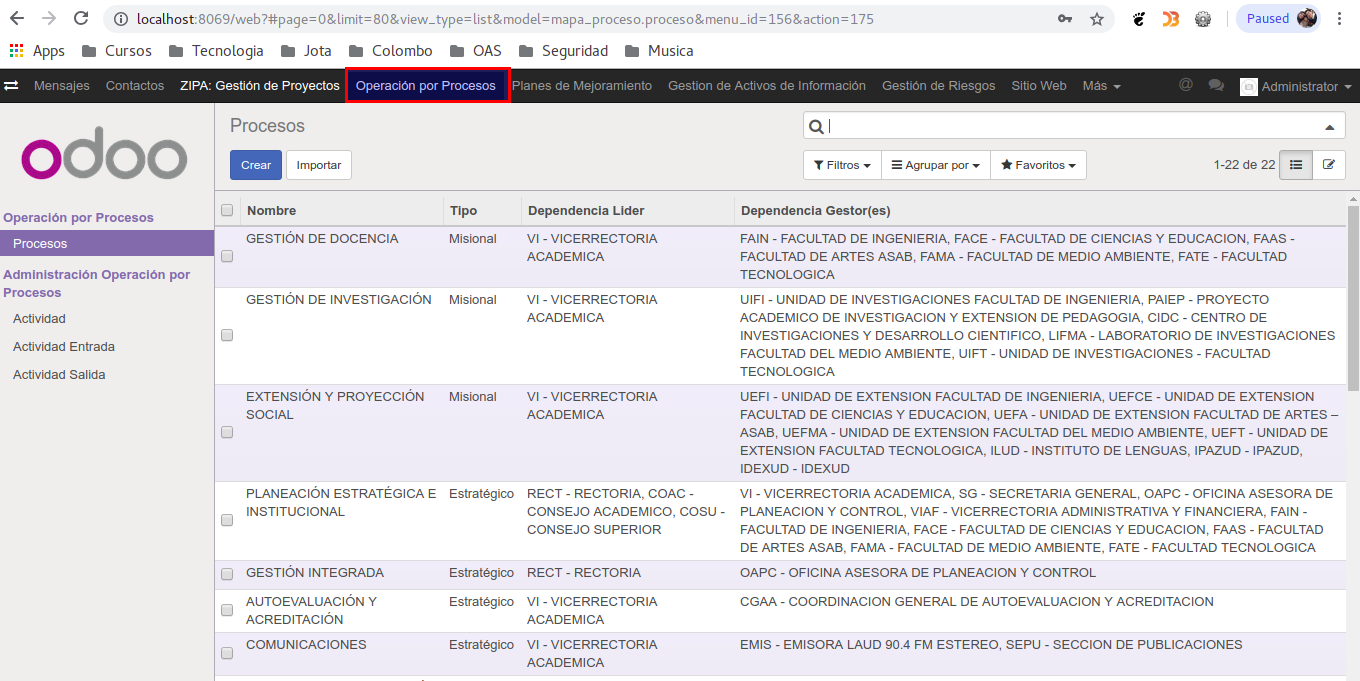 localhost:8069/web?#page=0&limit=80&view_type=list&model=mapa_proceso.proceso&menu_id=156&action=175
Paused
Apps Cursos Tecnologia Jota Colombo OAS Seguridad Musica
Mensajes Contactos ZIPA: Gestión de Proyectos Operación por Procesos Planes de Mejoramiento Gestion de Activos de Información Gestión de Riesgos Sitio Web Más @ Administrator
odoo
Operación por Procesos
Procesos
Administración Operación por
Procesos
Actividad
Actividad Entrada
Actividad Salida
Procesos
Crear Importar
Filtros Agrupar por Favoritos 1-22 de 22
Nombre Tipo Dependencia Lider Dependencia Gestor(es)
GESTIÓN DE DOCENCIA Misional VI - VICERRECTORIA FAIN - FACULTAD DE INGENIERIA, FACE - FACULTAD DE CIENCIAS Y EDUCACION, FAAS -
ACADEMICA FACULTAD DE ARTES ASAB, FAMA - FACULTAD DE MEDIO AMBIENTE, FATE - FACULTAD
TECNOLOGICA
GESTIÓN DE INVESTIGACIÓN Misional VI - VICERRECTORIA UIFI - UNIDAD DE INVESTIGACIONES FACULTAD DE INGENIERIA, PAIEP - PROYECTO
ACADEMICA ACADEMICO DE INVESTIGACION Y EXTENSION DE PEDAGOGIA, CIDC - CENTRO DE
INVESTIGACIONES Y DESARROLLO CIENTIFICO, LIFMA - LABORATORIO DE INVESTIGACIONES
FACULTAD DEL MEDIO AMBIENTE, UIFT - UNIDAD DE INVESTIGACIONES - FACULTAD
TECNOLOGICA
EXTENSIÓN Y PROYECCIÓN Misional VI - VICERRECTORIA UEFI - UNIDAD DE EXTENSION FACULTAD DE INGENIERIA, UEFCE - UNIDAD DE EXTENSION
SOCIAL ACADEMICA FACULTAD DE CIENCIAS Y EDUCACION, UEFA - UNIDAD DE EXTENSION FACULTAD DE ARTES –
ASAB, UEFMA - UNIDAD DE EXTENSION FACULTAD DEL MEDIO AMBIENTE, UEFT - UNIDAD DE
EXTENSION FACULTAD TECNOLOGICA, ILUD - INSTITUTO DE LENGUAS, IPAZUD - IPAZUD,
IDEXUD - IDEXUD
PLANEACIÓN ESTRATÉGICA E Estratégico RECT - RECTORIA, COAC - VI - VICERRECTORIA ACADEMICA, SG - SECRETARIA GENERAL, OAPC - OFICINA ASESORA DE
INSTITUCIONAL CONSEJO ACADEMICO, COSU - PLANEACION Y CONTROL, VIAF - VICERRECTORIA ADMINISTRATIVA Y FINANCIERA, FAIN -
CONSEJO SUPERIOR FACULTAD DE INGENIERIA, FACE - FACULTAD DE CIENCIAS Y EDUCACION, FAAS - FACULTAD
DE ARTES ASAB, FAMA - FACULTAD DE MEDIO AMBIENTE, FATE - FACULTAD TECNOLOGICA
GESTIÓN INTEGRADA Estratégico RECT - RECTORIA OAPC - OFICINA ASESORA DE PLANEACION Y CONTROL
AUTOEVALUACIÓN Y Estratégico VI - VICERRECTORIA CGAA - COORDINACION GENERAL DE AUTOEVALUACION Y ACREDITACION
ACREDITACIÓN ACADEMICA
COMUNICACIONES Estratégico VI - VICERRECTORIA EMIS - EMISORA LAUD 90.4 FM ESTEREO, SEPU - SECCION DE PUBLICACIONES
ACADEMICA